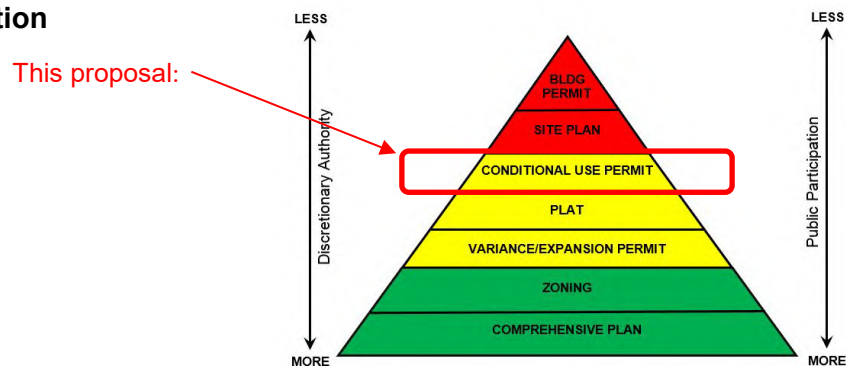 tion
LESS
LESS
This proposal:
BLDG
PERMIT
SITE PLAN
CONDITIONAL USE PERMIT
PLAT
VARIANCE/EXPANSION PERMIT
ZONING
COMPREHENSIVE PLAN
Discretionary Authority
Public Participation
MORE
MORE